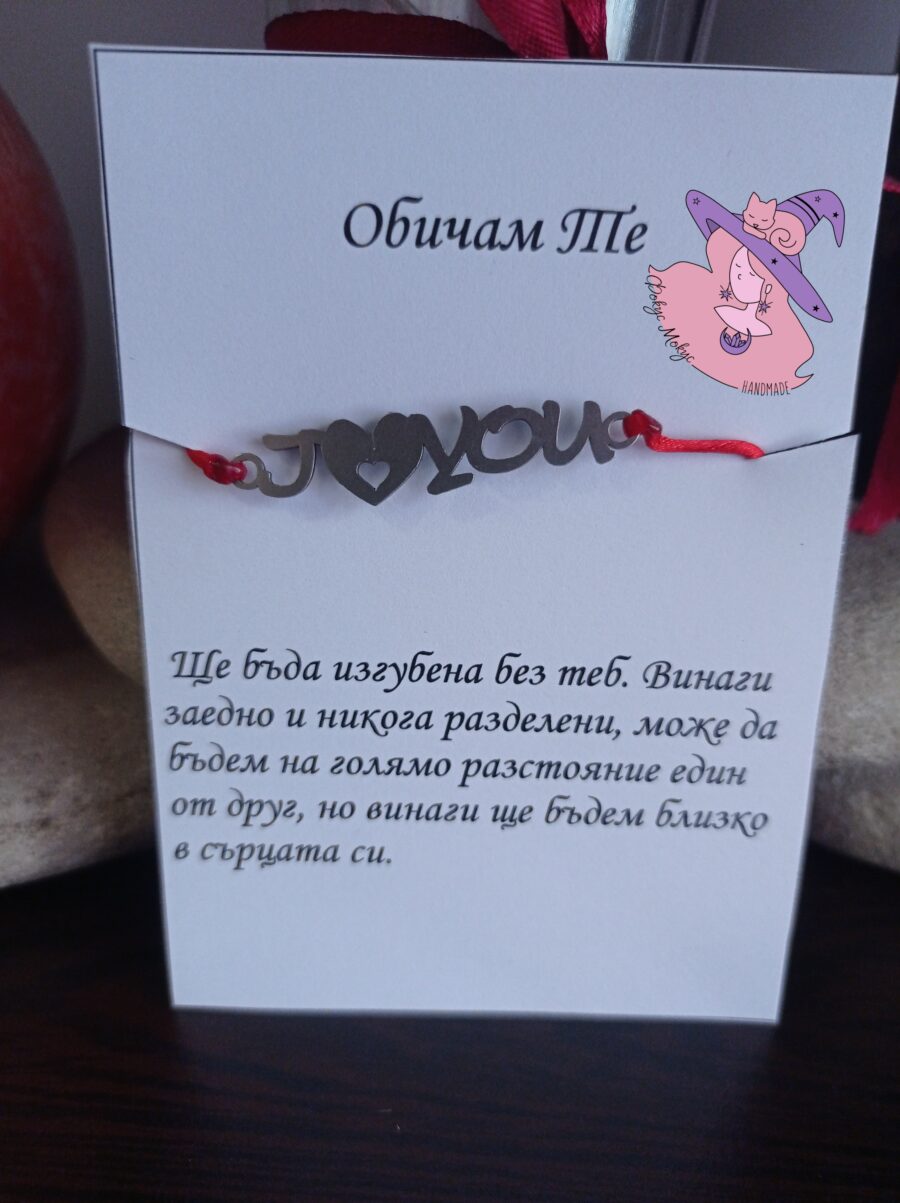 Обичам Те
Фокус Мокус
HANDMADE
I YOU
Ще бъда изгубена без теб. Винаги
заедно и никога разделени, може да
бъдем на голямо разстояние един
от друг, но винаги ще бъдем близко
в сърцата си.